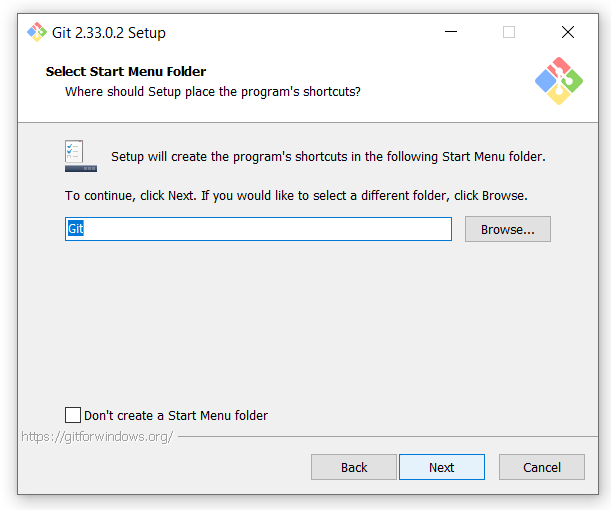 Git 2.33.0.2 Setup
Select Start Menu Folder
Where should Setup place the program's shortcuts?
Setup will create the program's shortcuts in the following Start Menu folder.
To continue, click Next. If you would like to select a different folder, click Browse.
Git
Browse...
Don't create a Start Menu folder
https://gitforwindows.org/
Back
Next
Cancel